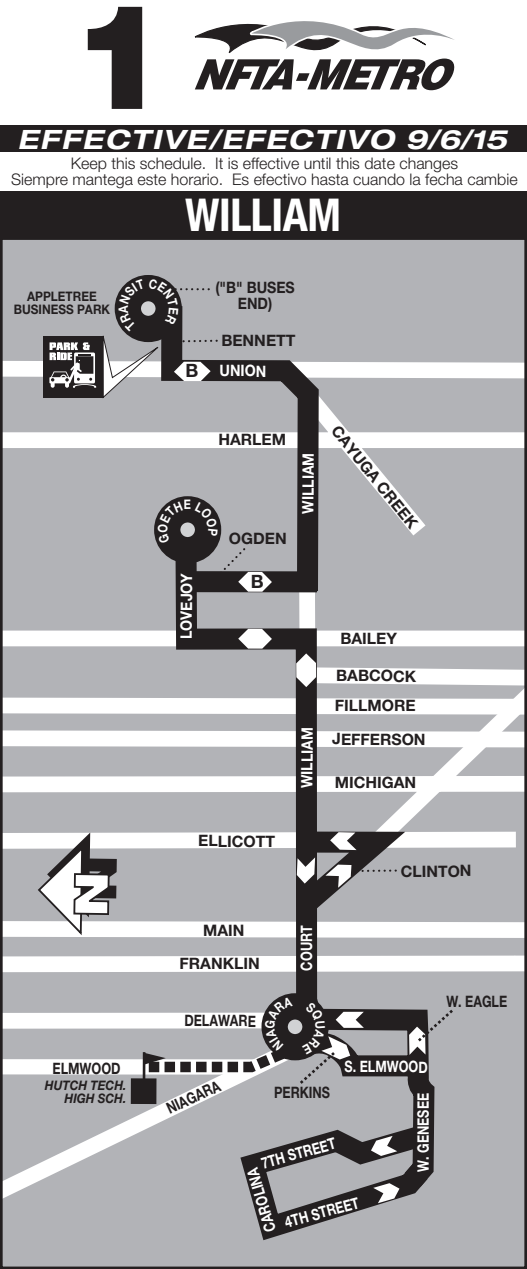 1
NFTA-METRO
EFFECTIVE/EFECTIVO 9/6/15
Keep this schedule. It is effective until this date changes
Siempre mantega este horario. Es efectivo hasta cuando la fecha cambie
WILLIAM
TRANSIT CENTER
("B" BUSES
END)
APPLETREE
BUSINESS PARK
BENNETT
PARK &
RIDE
B
UNION
HARLEM
CAYUGA CREEK
WILLIAM
GOETHE LOOP
OGDEN
B
LOVEJOY
BAILEY
BABCOCK
FILLMORE
JEFFERSON
WILLIAM
MICHIGAN
ELLICOTT
CLINTON
N
MAIN
COURT
FRANKLIN
W. EAGLE
DELAWARE
NIAGARA SQUARE
ELMWOOD
S. ELMWOOD
HUTCH TECH.
HIGH SCH.
NIAGARA
PERKINS
W. GENESEE
7TH STREET
CAROLINA
4TH STREET